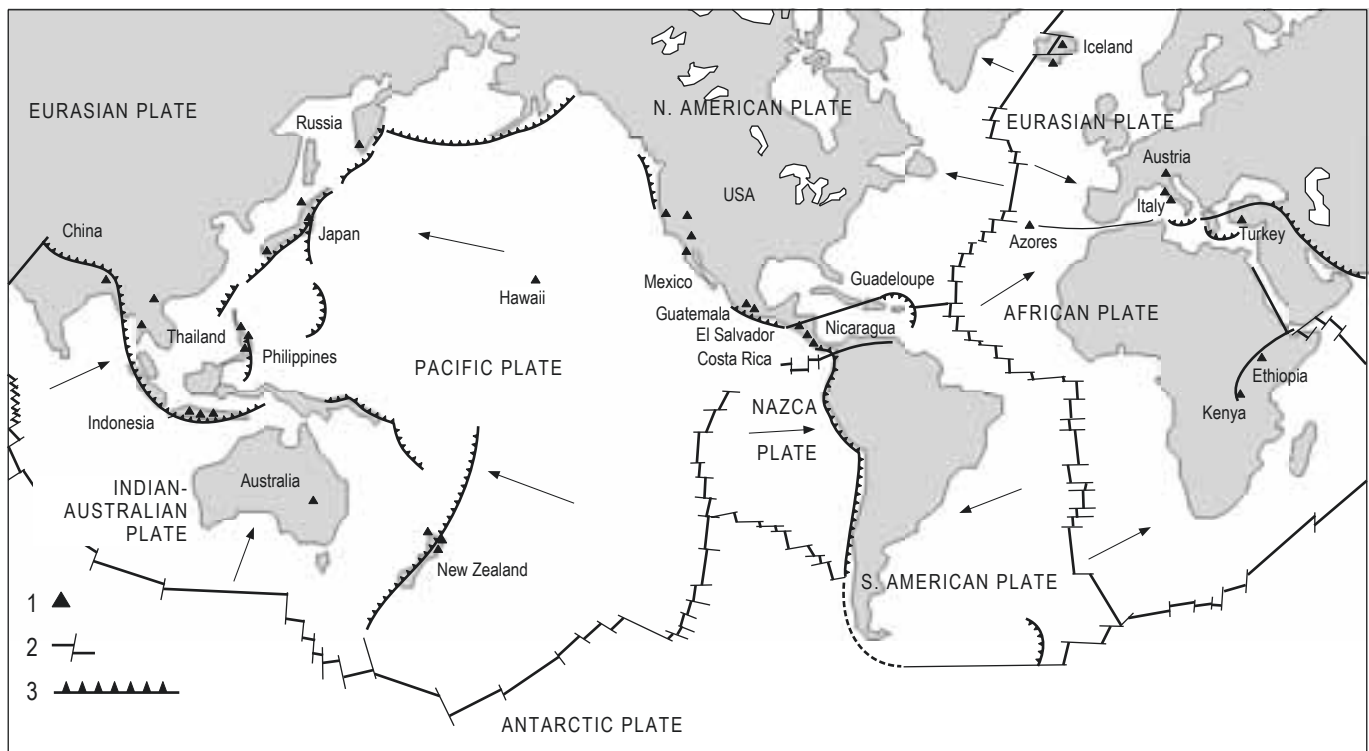 Iceland
EURASIAN PLATE
N. AMERICAN PLATE
EURASIAN PLATE
Russia
Austria
USA
Italy
China
Japan
Azores
Turkey
Hawaii
Mexico
Guadeloupe
Guatemala
AFRICAN PLATE
Thailand
El Salvador
Nicaragua
Philippines
Costa Rica
PACIFIC PLATE
Ethiopia
NAZCA
PLATE
Kenya
Indonesia
Australia
INDIAN-
AUSTRALIAN
PLATE
New Zealand
S. AMERICAN PLATE
1
2
3
ANTARCTIC PLATE